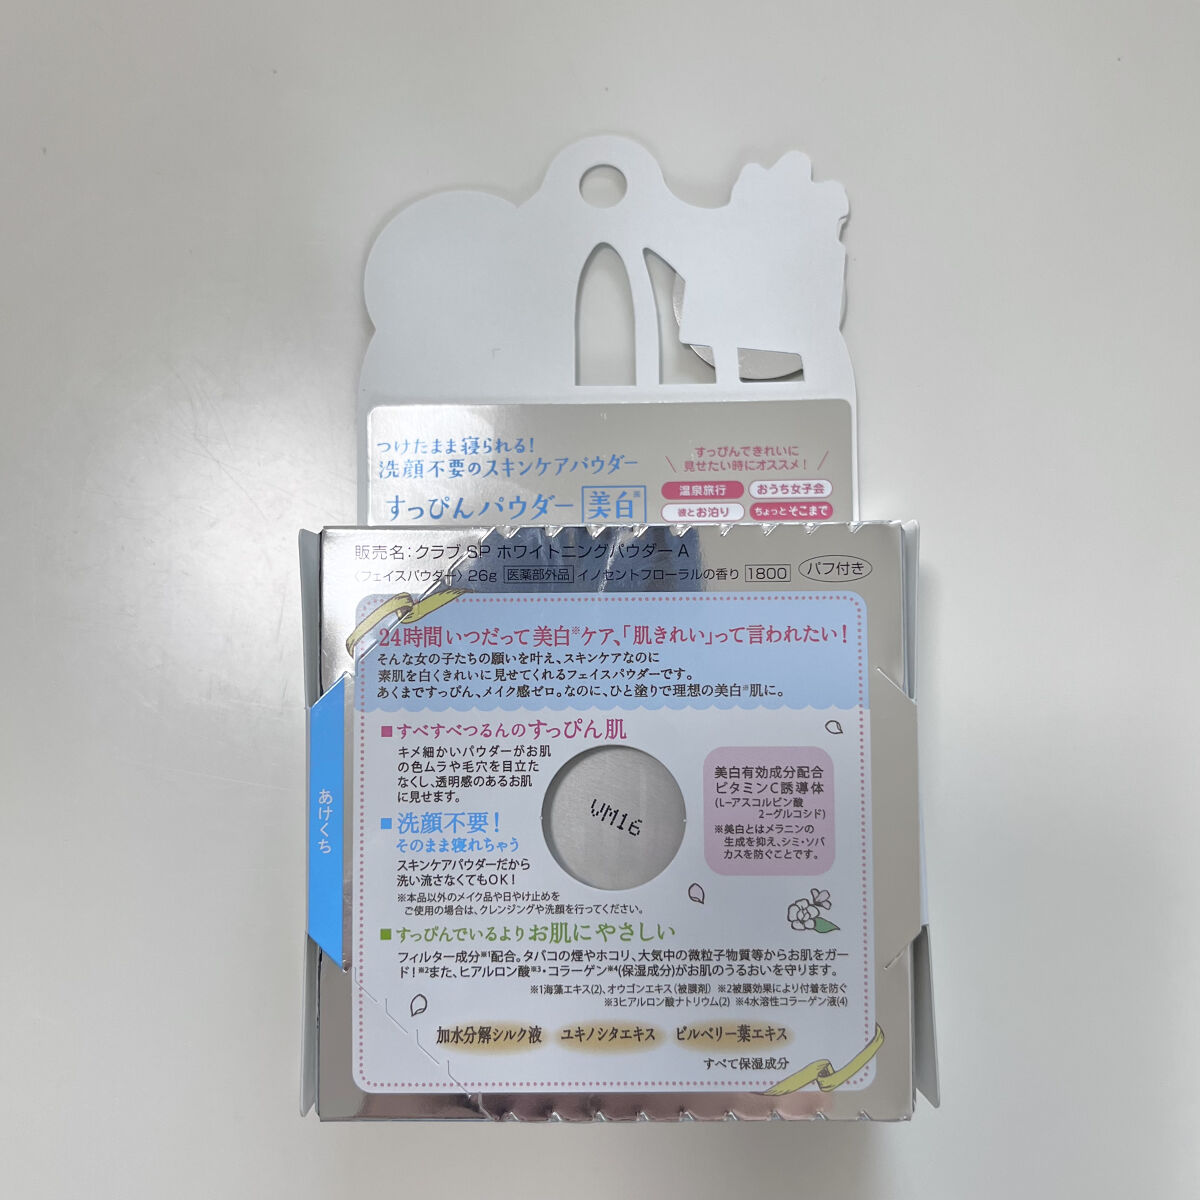 つけたまま寝られる!
洗顔不要のスキンケアパウダー
すっぴんパウダー 美白※
すっぴんできれいに
見せたい時にオススメ!
温泉旅行
おうち女子会
彼とお泊り
ちょっとそこまで
販売名:クラブ SP ホワイトニングパウダー A
〈フェイスパウダー〉26g 医薬部外品 イノセントフローラルの香り 1800 パフ付き
24時間いつだって美白※ケア、「肌きれい」って言われたい!
そんな女の子たちの願いを叶え、スキンケアなのに
素肌を白くきれいに見せてくれるフェイスパウダーです。
あくまですっぴん、メイク感ゼロ。なのに、ひと塗りで理想の美白※肌に。
■すべすべつるんのすっぴん肌
キメ細かいパウダーがお肌
の色ムラや毛穴を目立た
なくし、透明感のあるお肌
に見せます。
■洗顔不要!
そのまま寝れちゃう
スキンケアパウダーだから
洗い流さなくてもOK!
※本品以外のメイク品や日やけ止めを
ご使用の場合は、クレンジングや洗顔を行ってください。
VM16
美白有効成分配合
ビタミンC誘導体
(L-アスコルビン酸
2-グルコシド)
※美白とはメラニンの
生成を抑え、シミ・ソバ
カスを防ぐことです。
■すっぴんでいるよりお肌にやさしい
フィルター成分※1配合。タバコの煙やホコリ、大気中の微粒子物質等からお肌をガー
ド!※2また、ヒアルロン酸※3・コラーゲン※4(保湿成分)がお肌のうるおいを守ります。
※1海藻エキス(2)、オウゴンエキス(被膜剤) ※2被膜効果により付着を防ぐ
※3ヒアルロン酸ナトリウム(2) ※4水溶性コラーゲン液(4)
加水分解シルク液 ユキノシタエキス ビルベリー葉エキス
すべて保湿成分
あけくち